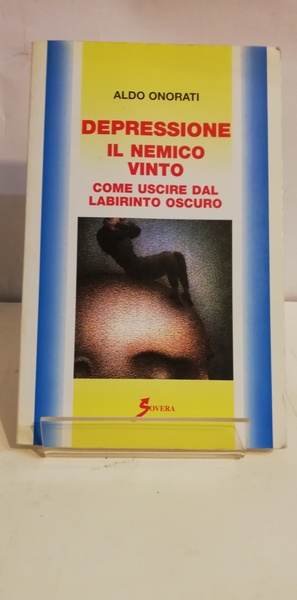 ALDO ONORATI
DEPRESSIONE
IL NEMICO
VINTO
COME USCIRE DAL
LABIRINTO OSCURO
SOVERA